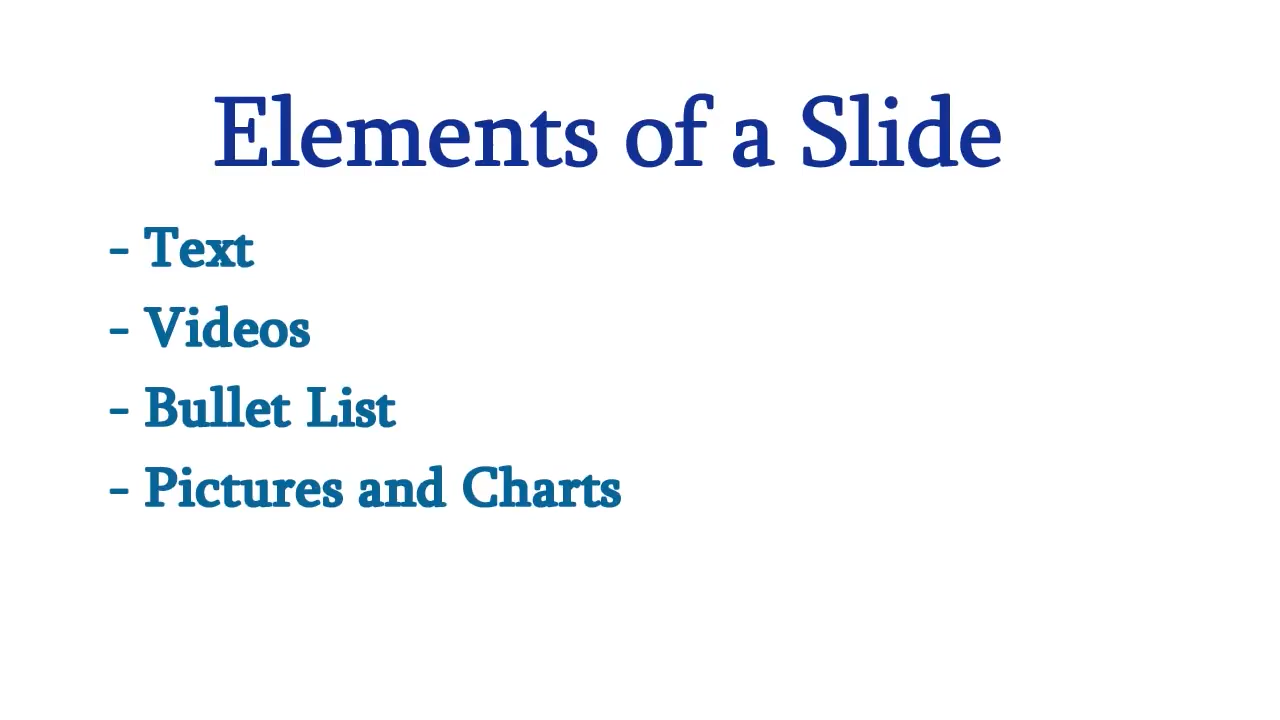 Elements of a Slide
- Text
- Videos
- Bullet List
- Pictures and Charts